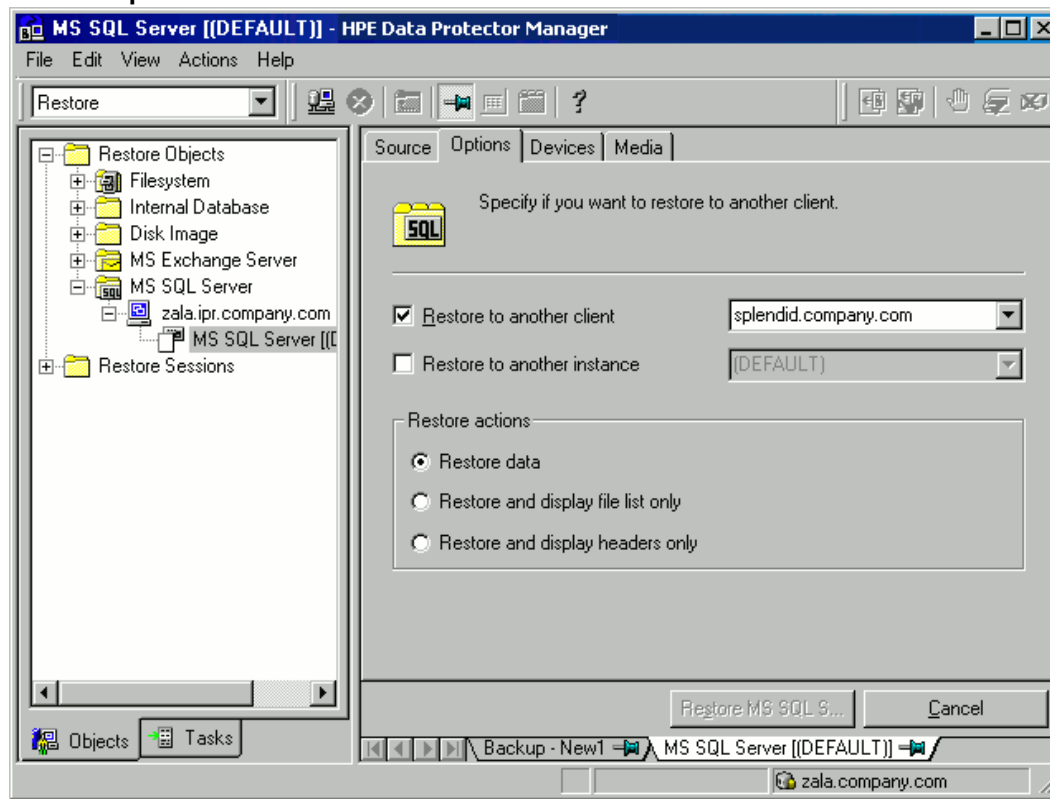 MS SQL Server [(DEFAULT)] - HPE Data Protector Manager
File Edit View Actions Help
Restore
?
Restore Objects
Filesystem
Internal Database
Disk Image
MS Exchange Server
MS SQL Server
zala.ipr.company.com
MS SQL Server [(D
Restore Sessions
Objects
Tasks
Source Options Devices Media
Specify if you want to restore to another client.
SQL
Restore to another client
splendid.company.com
Restore to another instance
(DEFAULT)
Restore actions
Restore data
Restore and display file list only
Restore and display headers only
Restore MS SQL S...
Cancel
Backup - New1
MS SQL Server [(DEFAULT)]
zala.company.com